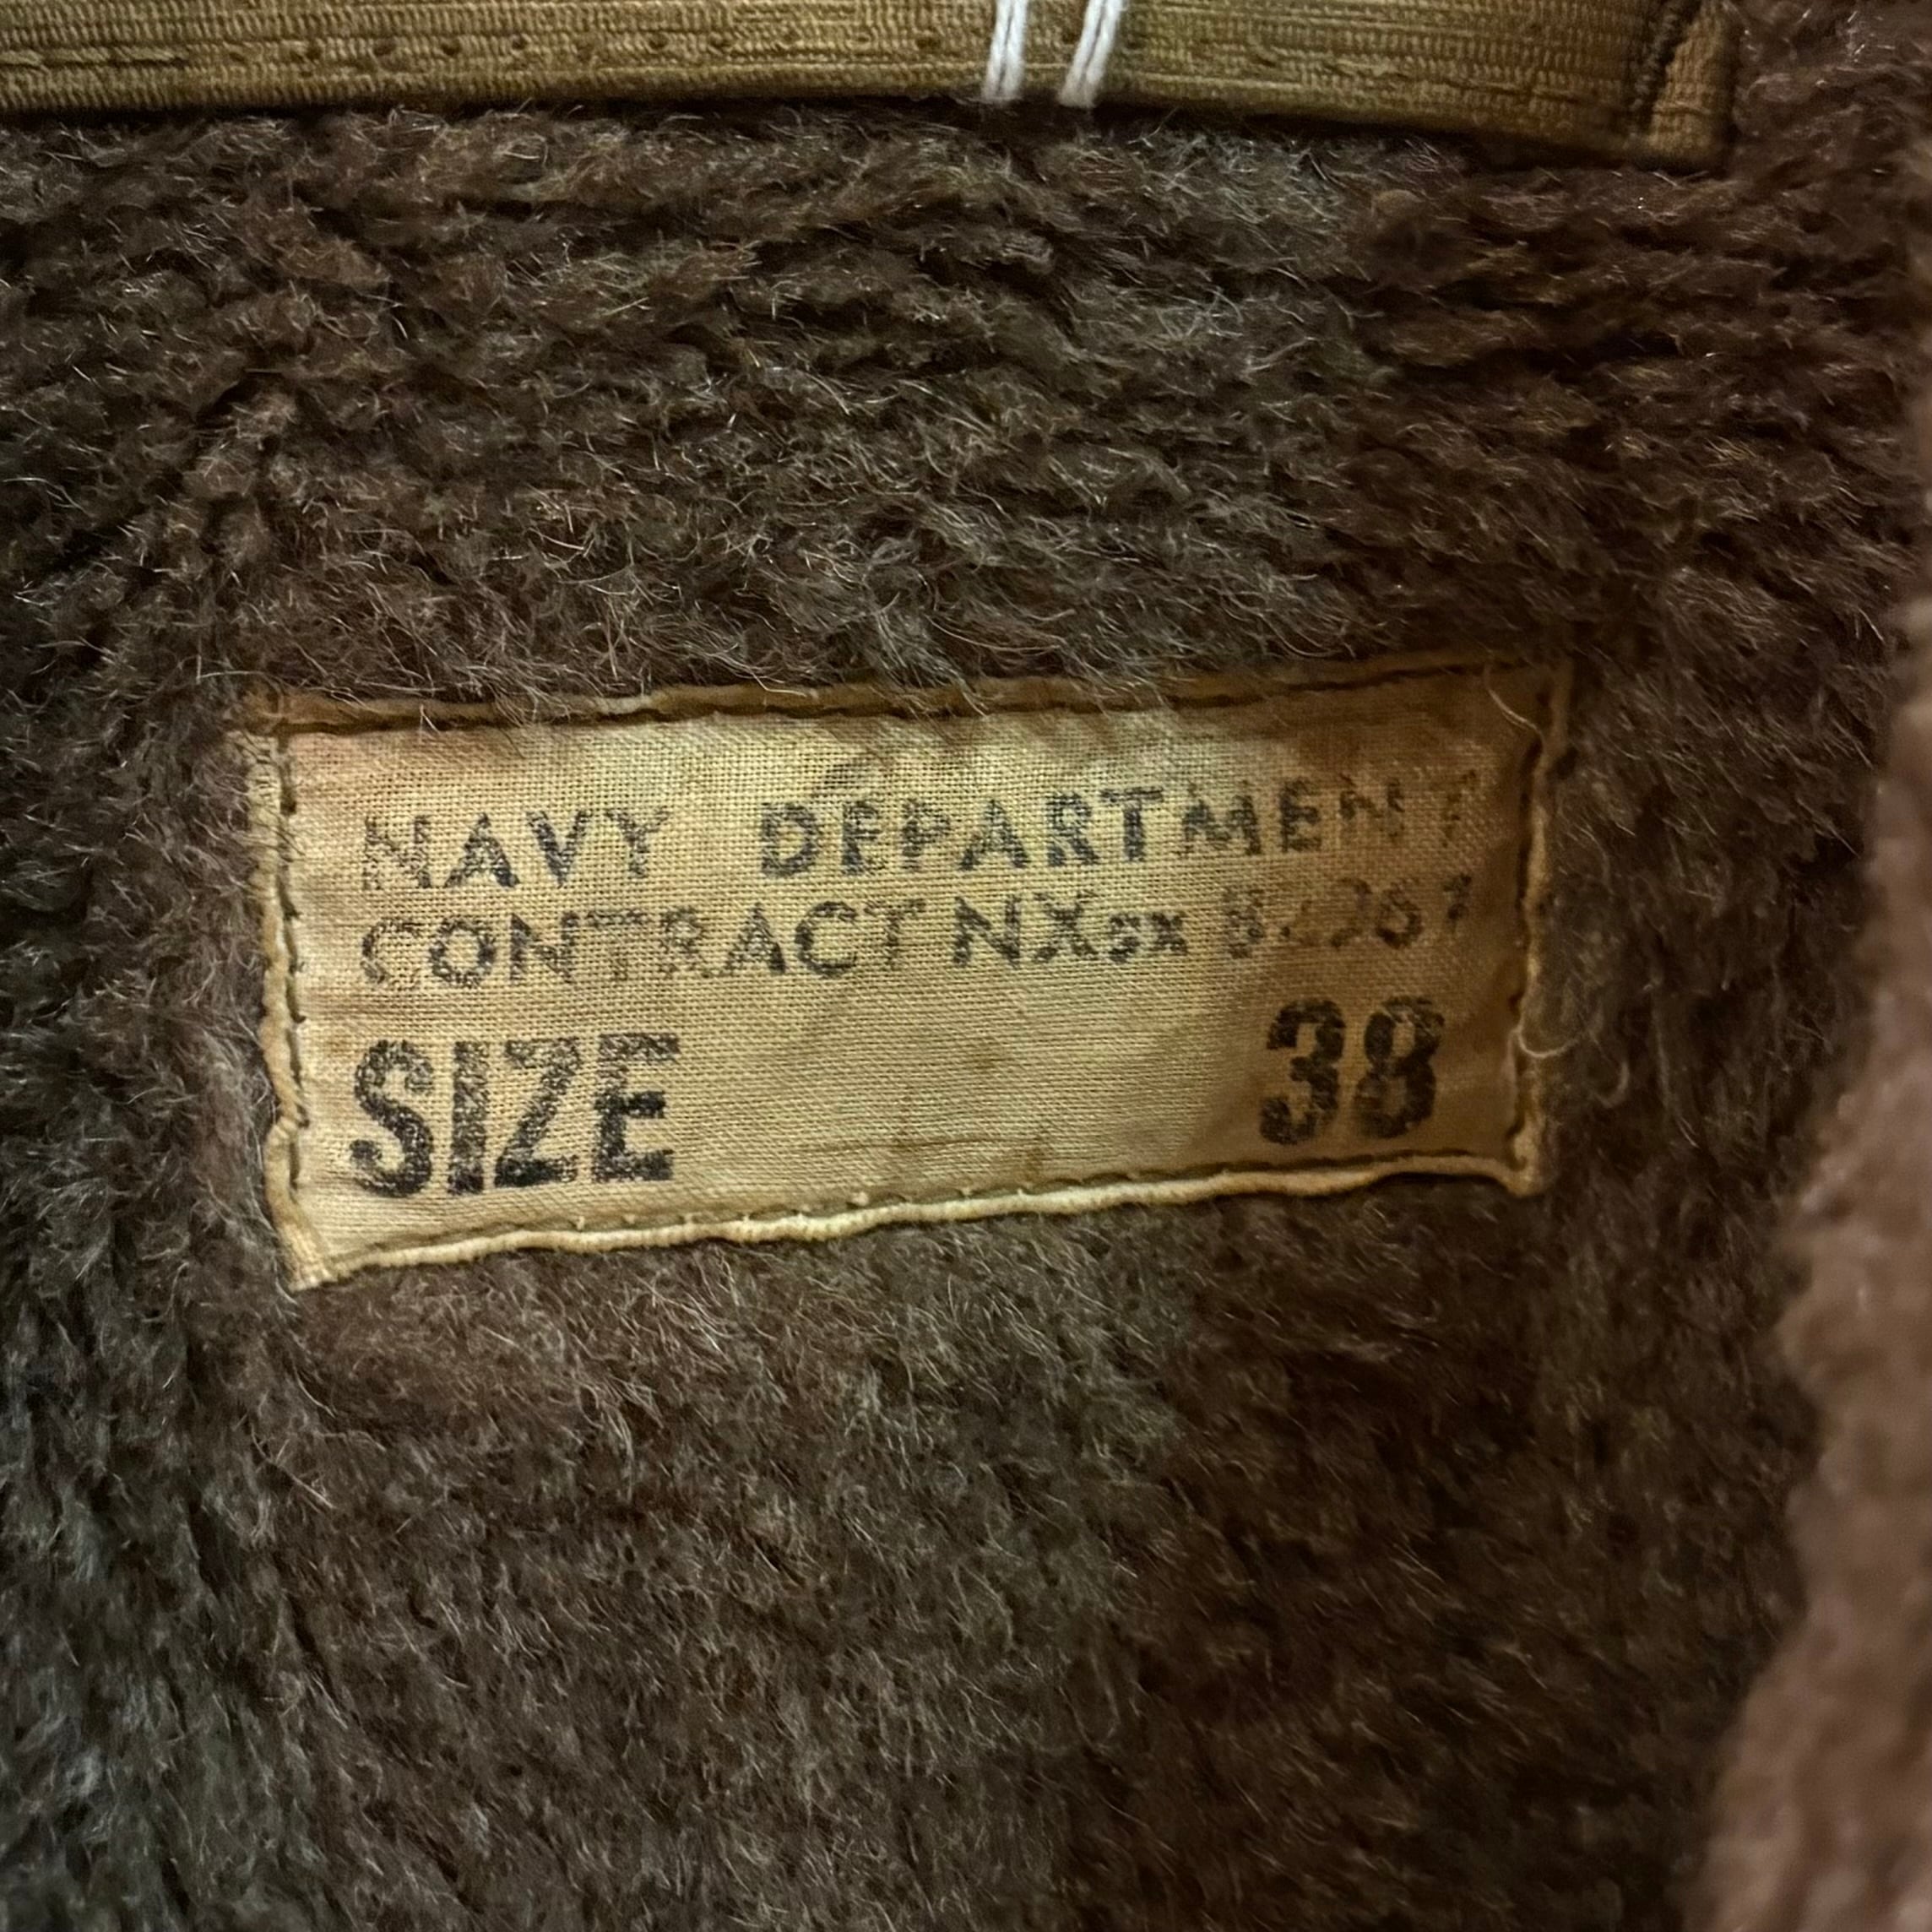 NAVY DEPARTMENT
CONTRACT NXsx
SIZE 38